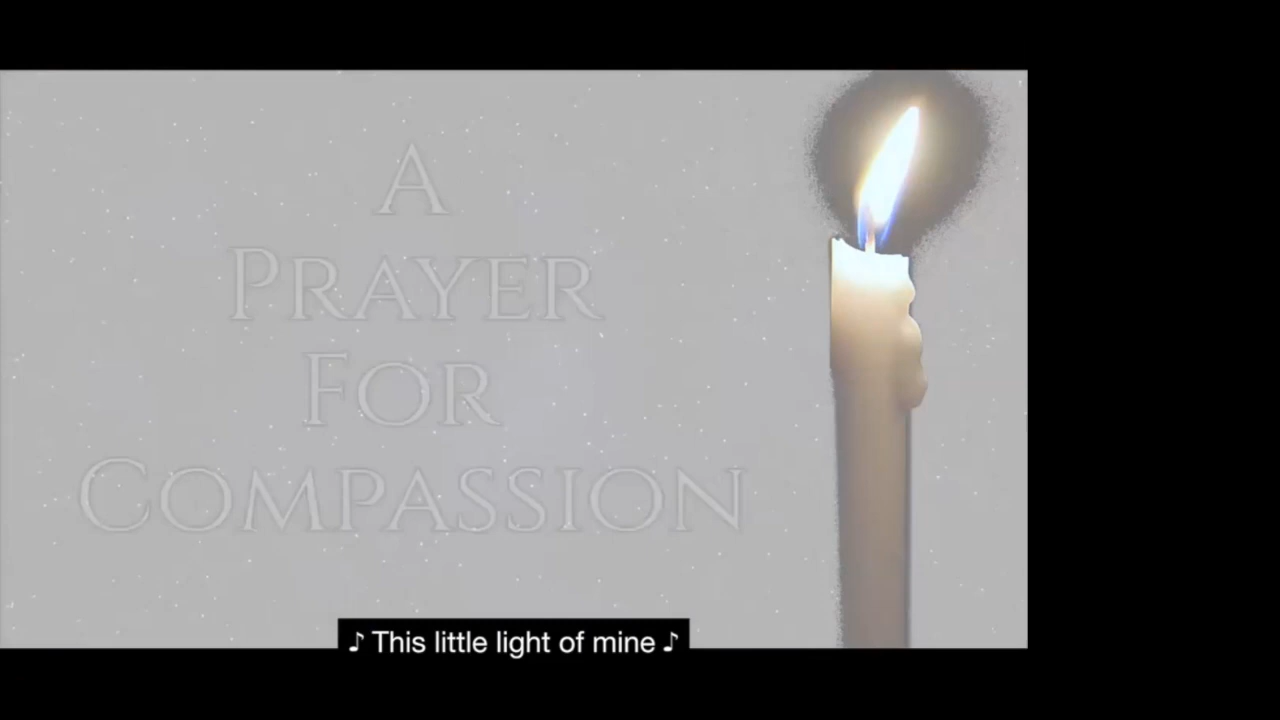 A
Prayer
For
Compassion
♪ This little light of mine ♪